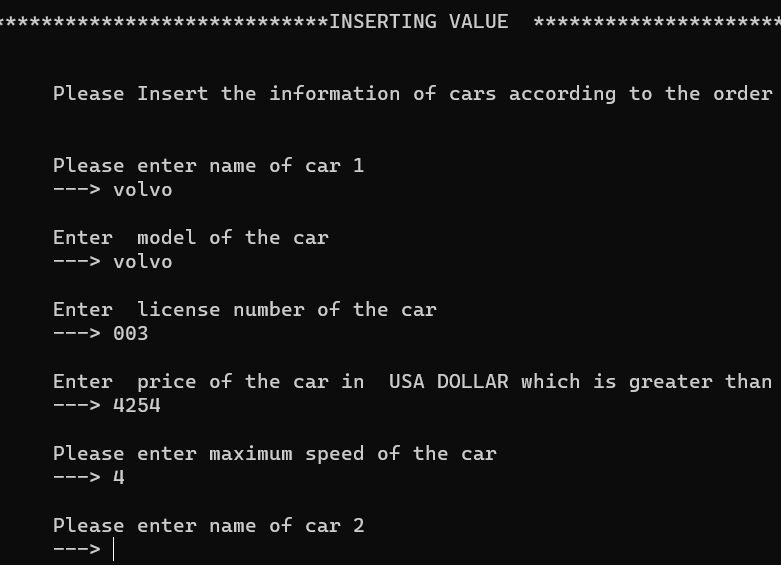 ****************************INSERTING VALUE  *********************
Please Insert the information of cars according to the order
Please enter name of car 1
---> volvo
Enter  model of the car
---> volvo
Enter  license number of the car
---> 003
Enter  price of the car in  USA DOLLAR which is greater than
---> 4254
Please enter maximum speed of the car
---> 4
Please enter name of car 2
--->